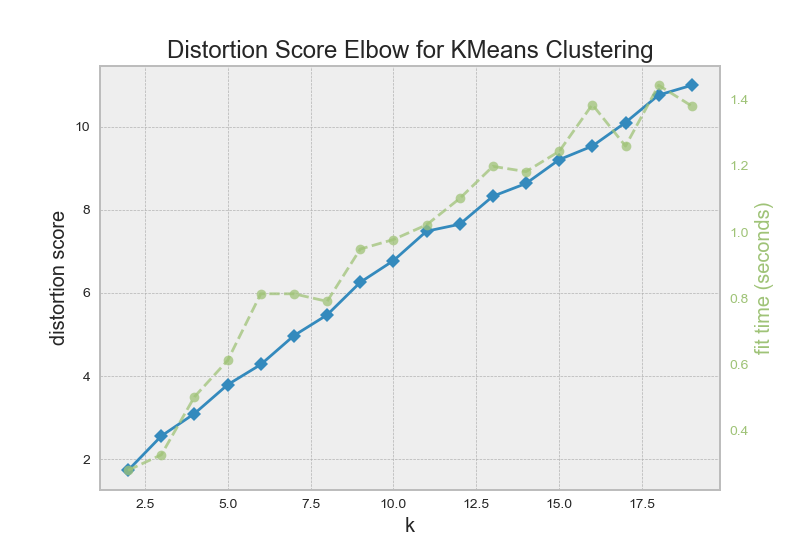 Distortion Score Elbow for KMeans Clustering
distortion score
10
8
6
4
2
2.5 5.0 7.5 10.0 12.5 15.0 17.5
k
1.4
1.2
1.0
0.8
0.6
0.4
fit time (seconds)